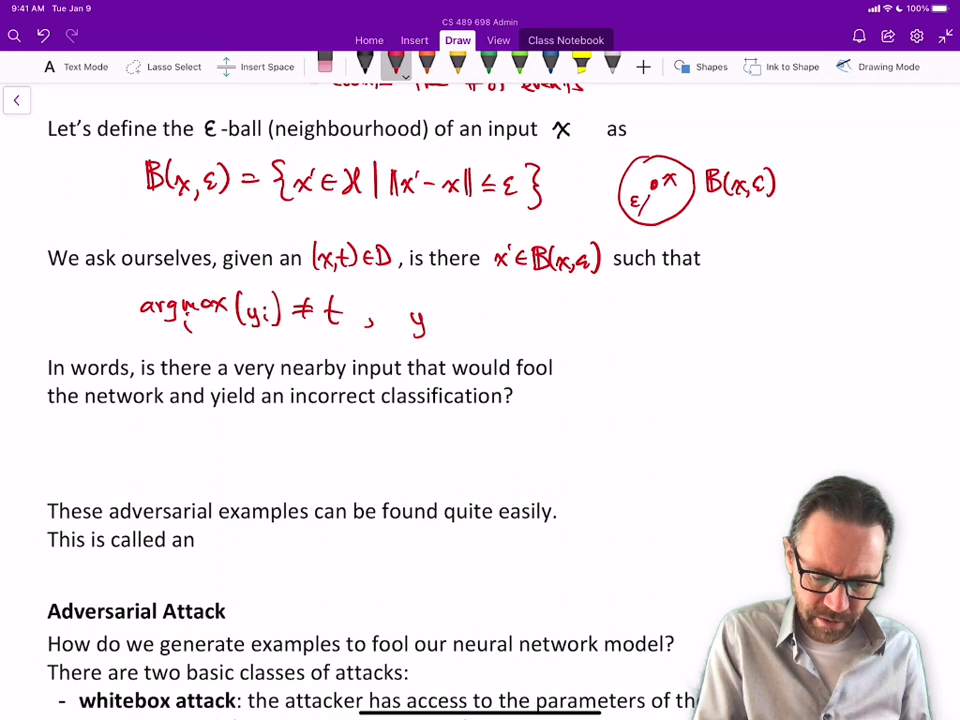 9:41 AM Tue Jan 9
100%
CS 489 698 Admin
Home Insert Draw View Class Notebook
A Text Mode Lasso Select Insert Space Shapes Ink to Shape Drawing Mode
Let's define the ε-ball (neighbourhood) of an input x as
B(x,ε) = {x' ∈ X | ||x' - x|| ≤ ε}
x
ε
B(x,ε)
We ask ourselves, given an (x,t) ∈ D, is there x' ∈ B(x,ε) such that
argmax i (yi) ≠ t , y
In words, is there a very nearby input that would fool
the network and yield an incorrect classification?
These adversarial examples can be found quite easily.
This is called an
Adversarial Attack
How do we generate examples to fool our neural network model?
There are two basic classes of attacks:
- whitebox attack: the attacker has access to the parameters of th